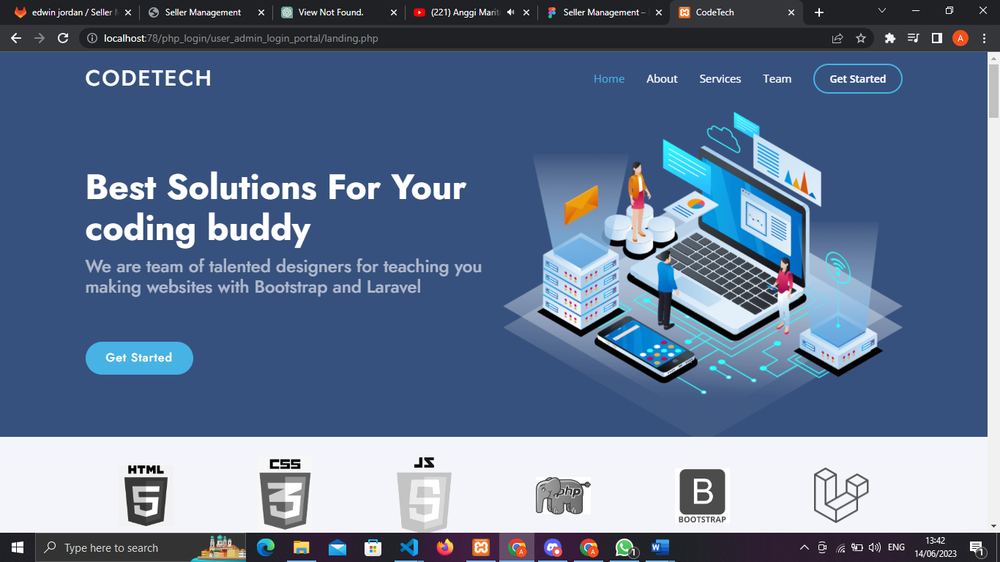 edwin jordan / Seller M
Seller Management
View Not Found.
(221) Anggi Marit
Seller Management –
CodeTech
localhost:78/php_login/user_admin_login_portal/landing.php
A
CODETECH
Home
About
Services
Team
Get Started
Best Solutions For Your
coding buddy
We are team of talented designers for teaching you
making websites with Bootstrap and Laravel
Get Started
HTML
5
CSS
3
JS
5
php
B
BOOTSTRAP
Type here to search
1
ENG
13:42
14/06/2023
1